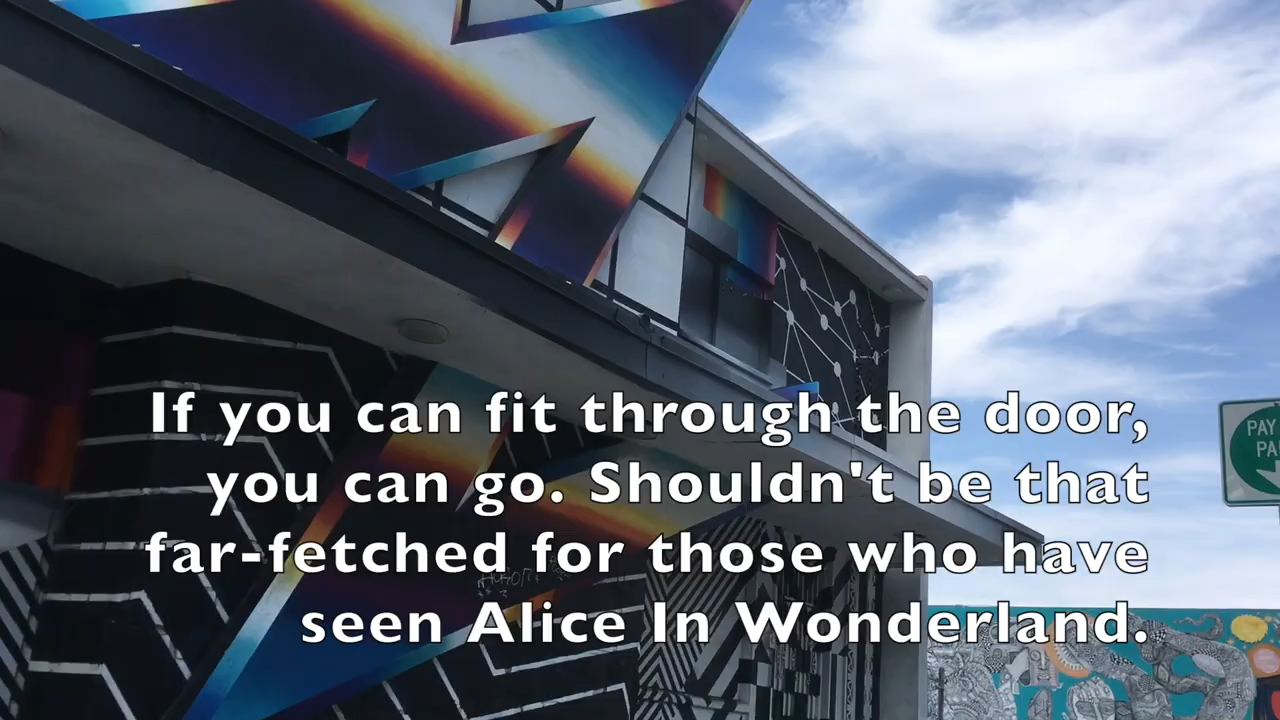 If you can fit through the door,
you can go. Shouldn't be that
far-fetched for those who have
seen Alice In Wonderland.
PAY
PA